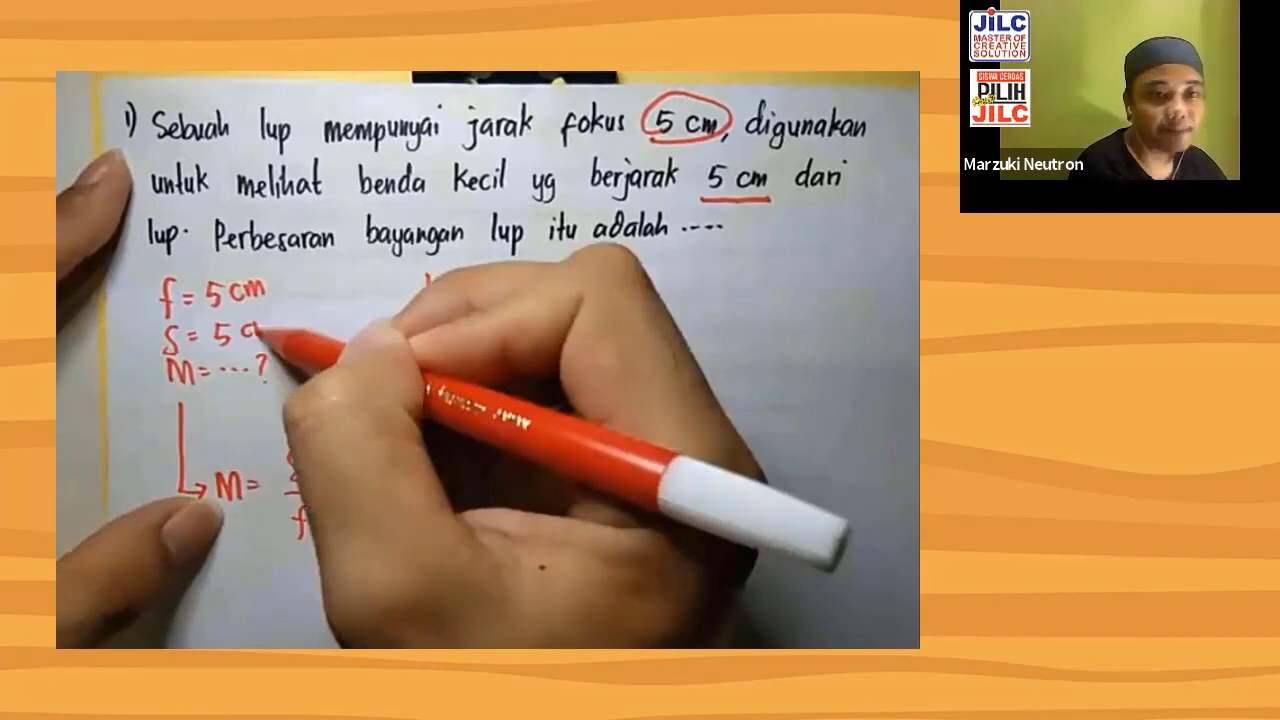 1) Sebuah lup mempunyai jarak fokus 5 cm, digunakan
untuk melihat benda kecil yg berjarak 5 cm dari
lup. Perbesaran bayangan lup itu adalah ....
f = 5 cm
S = 5 c
M = ... ?
M =
f
JILC
MASTER OF
CREATIVE
SOLUTION
SISWA CERDAS
PILIH
JILC
Marzuki Neutron